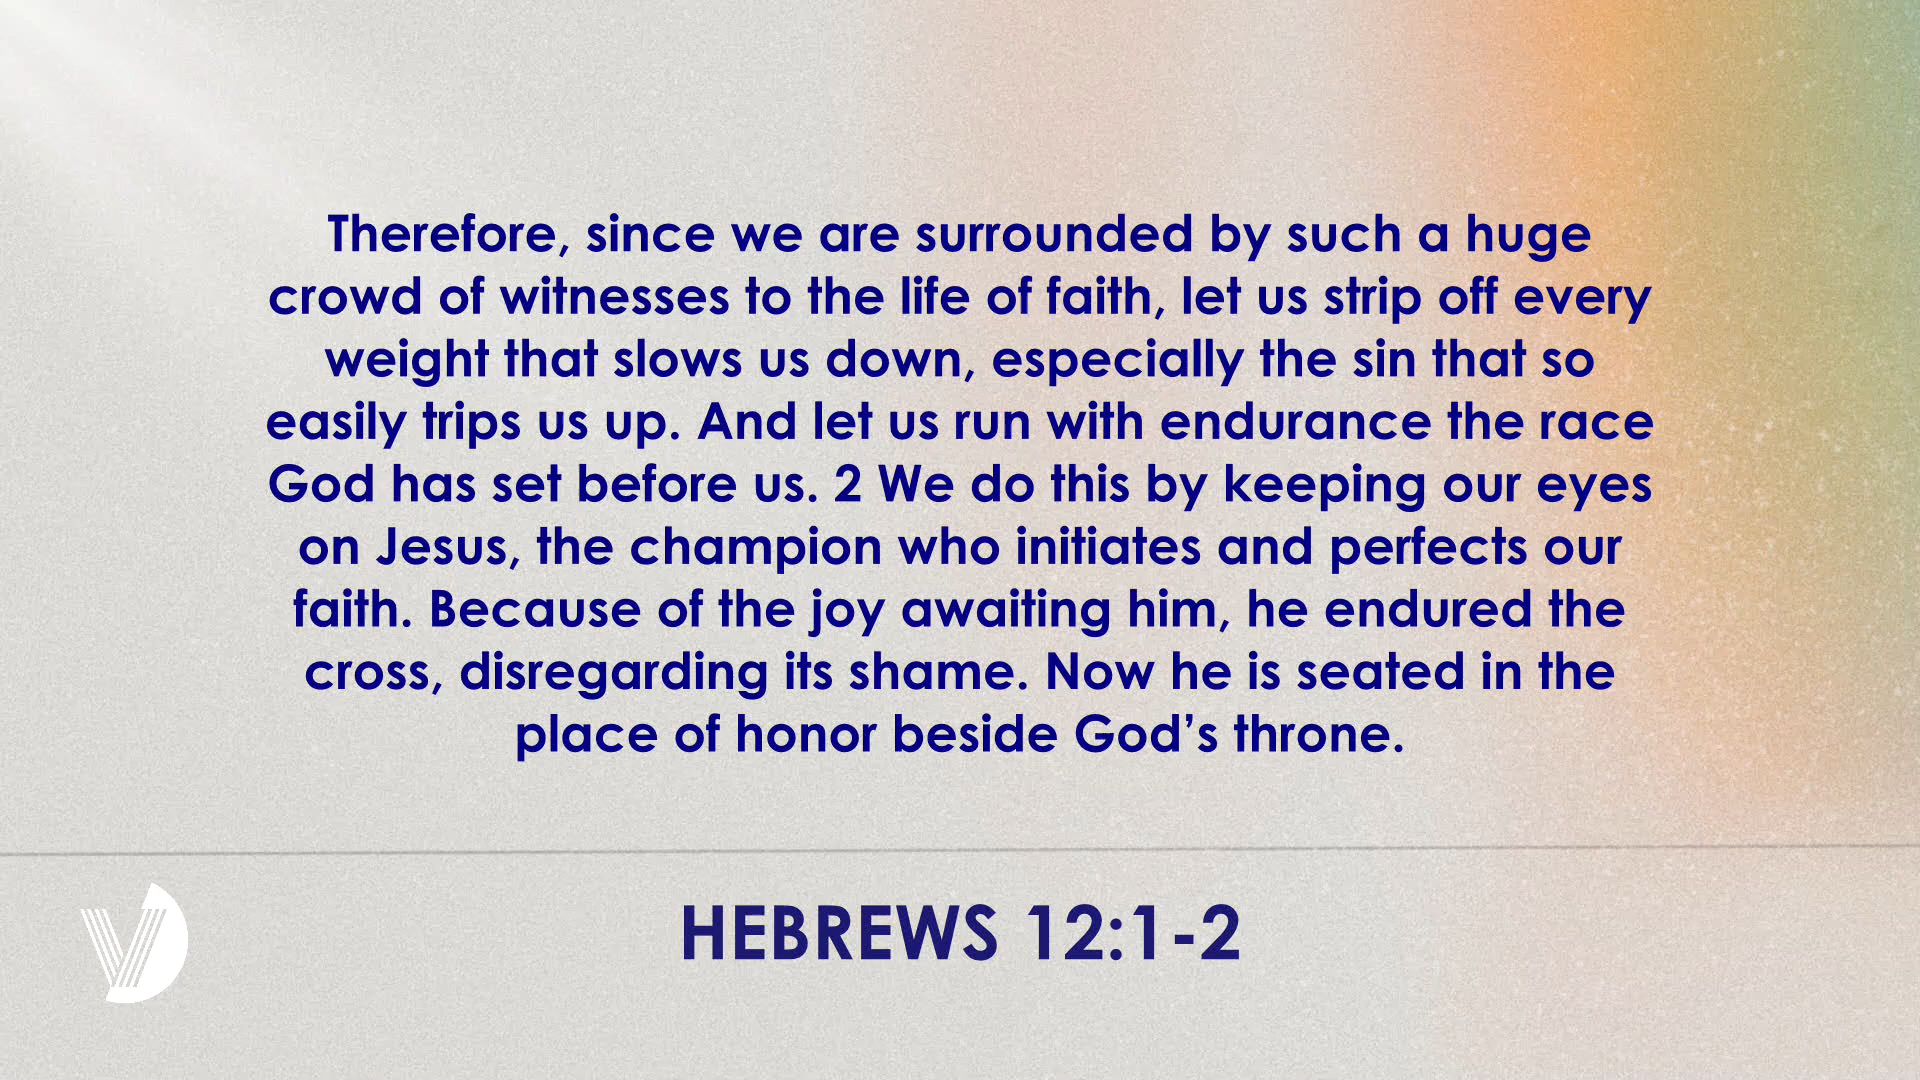 Therefore, since we are surrounded by such a huge
crowd of witnesses to the life of faith, let us strip off every
weight that slows us down, especially the sin that so
easily trips us up. And let us run with endurance the race
God has set before us. 2 We do this by keeping our eyes
on Jesus, the champion who initiates and perfects our
faith. Because of the joy awaiting him, he endured the
cross, disregarding its shame. Now he is seated in the
place of honor beside God’s throne.
HEBREWS 12:1-2